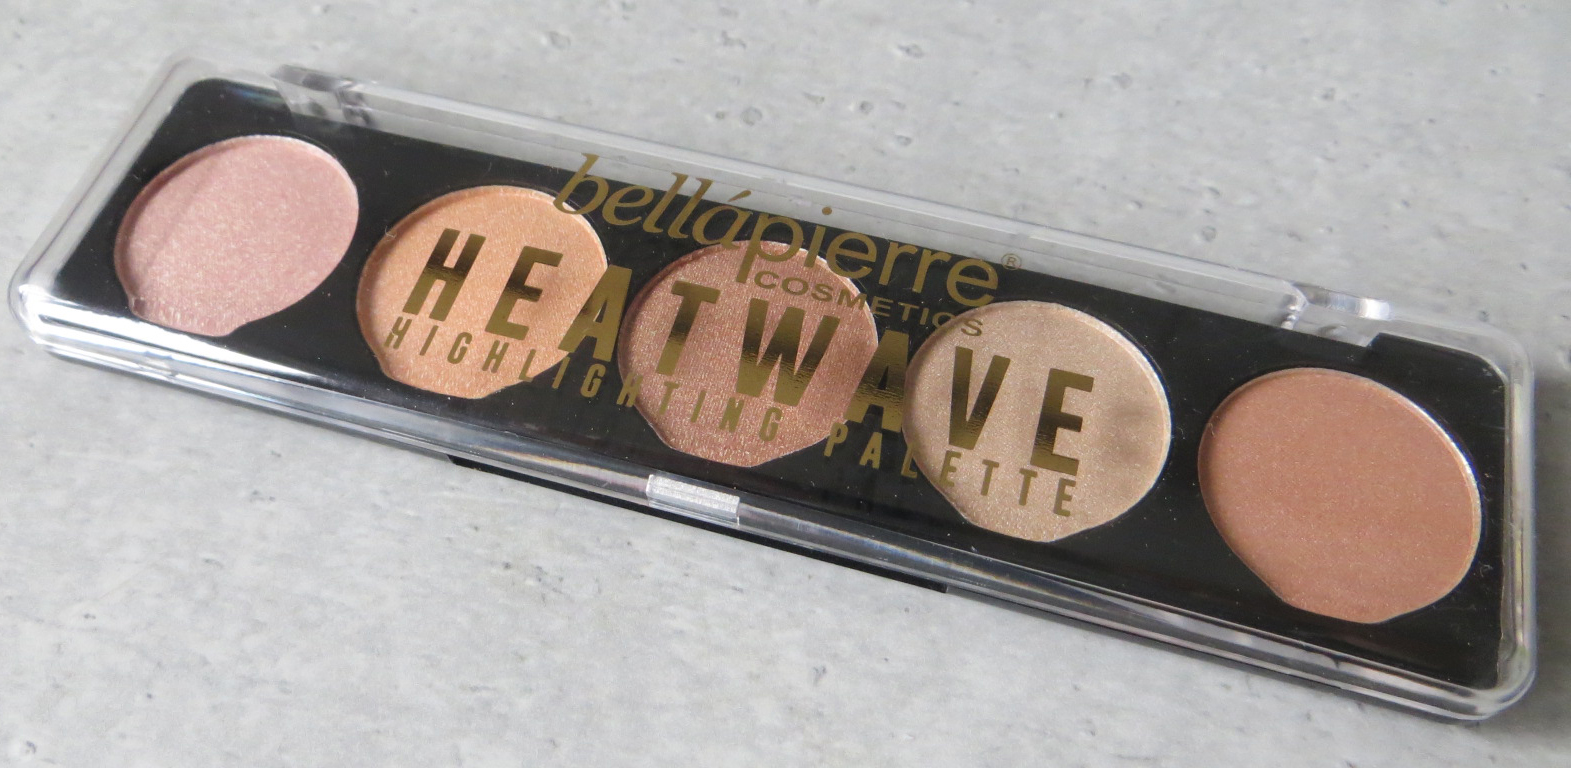 bellápierre®
COSMETICS
HEATWAVE
HIGHLIGHTING PALETTE